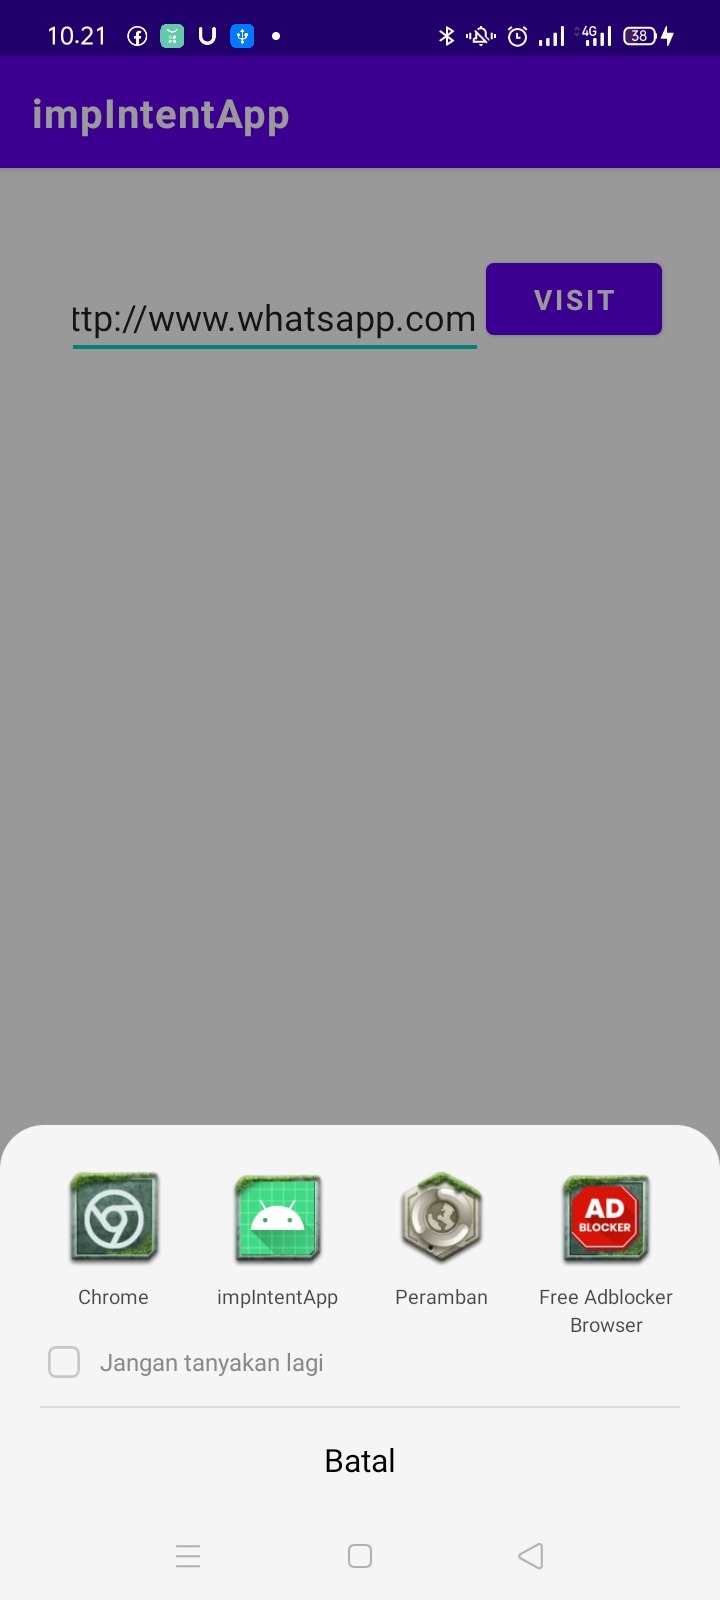 10.21
4G
38
impIntentApp
ttp://www.whatsapp.com
VISIT
AD
BLOCKER
Chrome
impIntentApp
Peramban
Free Adblocker
Browser
Jangan tanyakan lagi
Batal